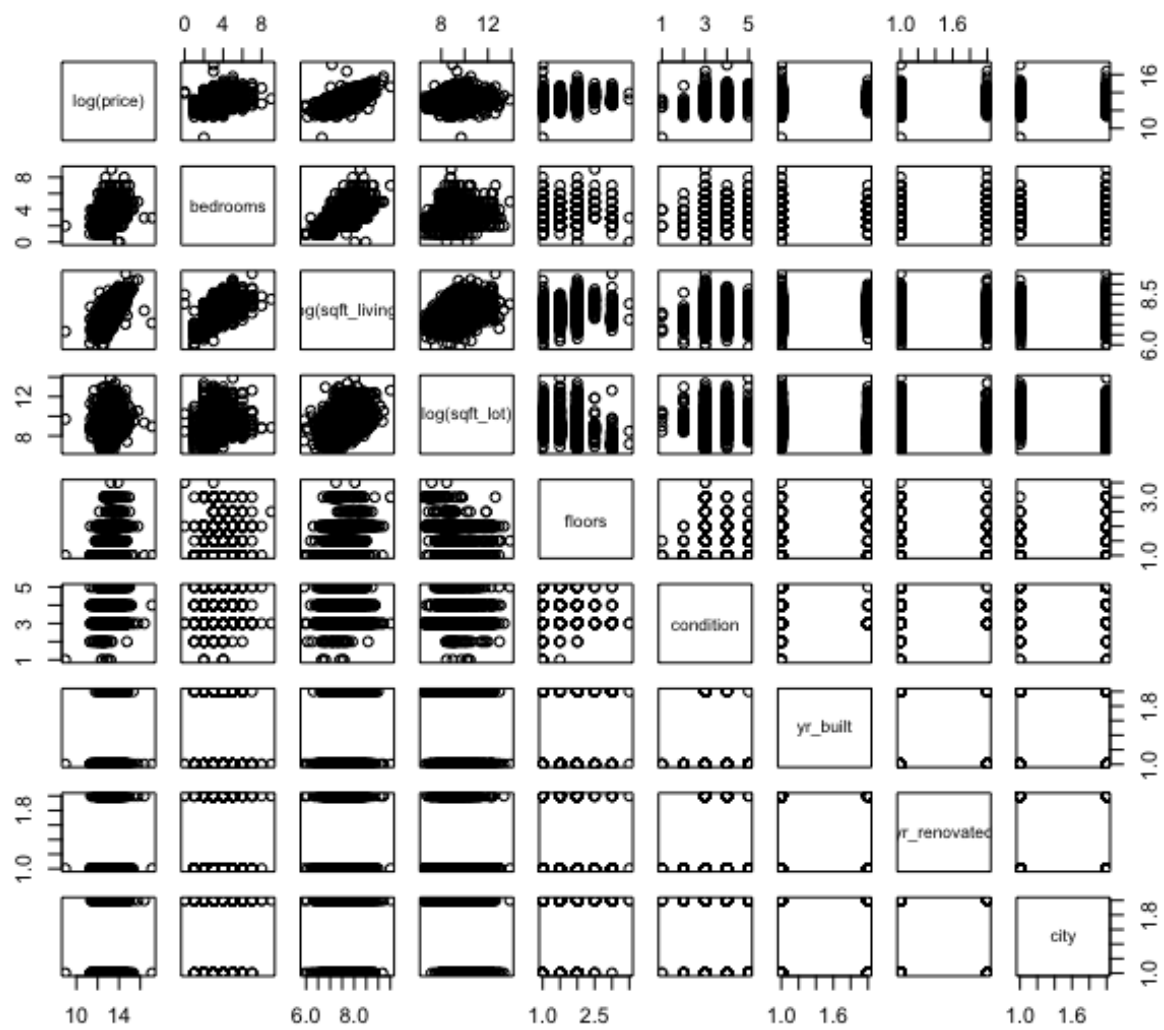 0 4 8 8 12 1 3 5 1.0 1.6
log(price) 10 12 14 16
0 4 8 bedrooms
og(sqft_living 6.0 8.5
8 12 log(sqft_lot)
floors 1.0 3.0
1 3 5 condition
yr_built 1.0 1.8
1.0 1.8 yr_renovated
city 1.0 1.8
10 14 6.0 8.0 1.0 2.5 1.0 1.6 1.0 1.6